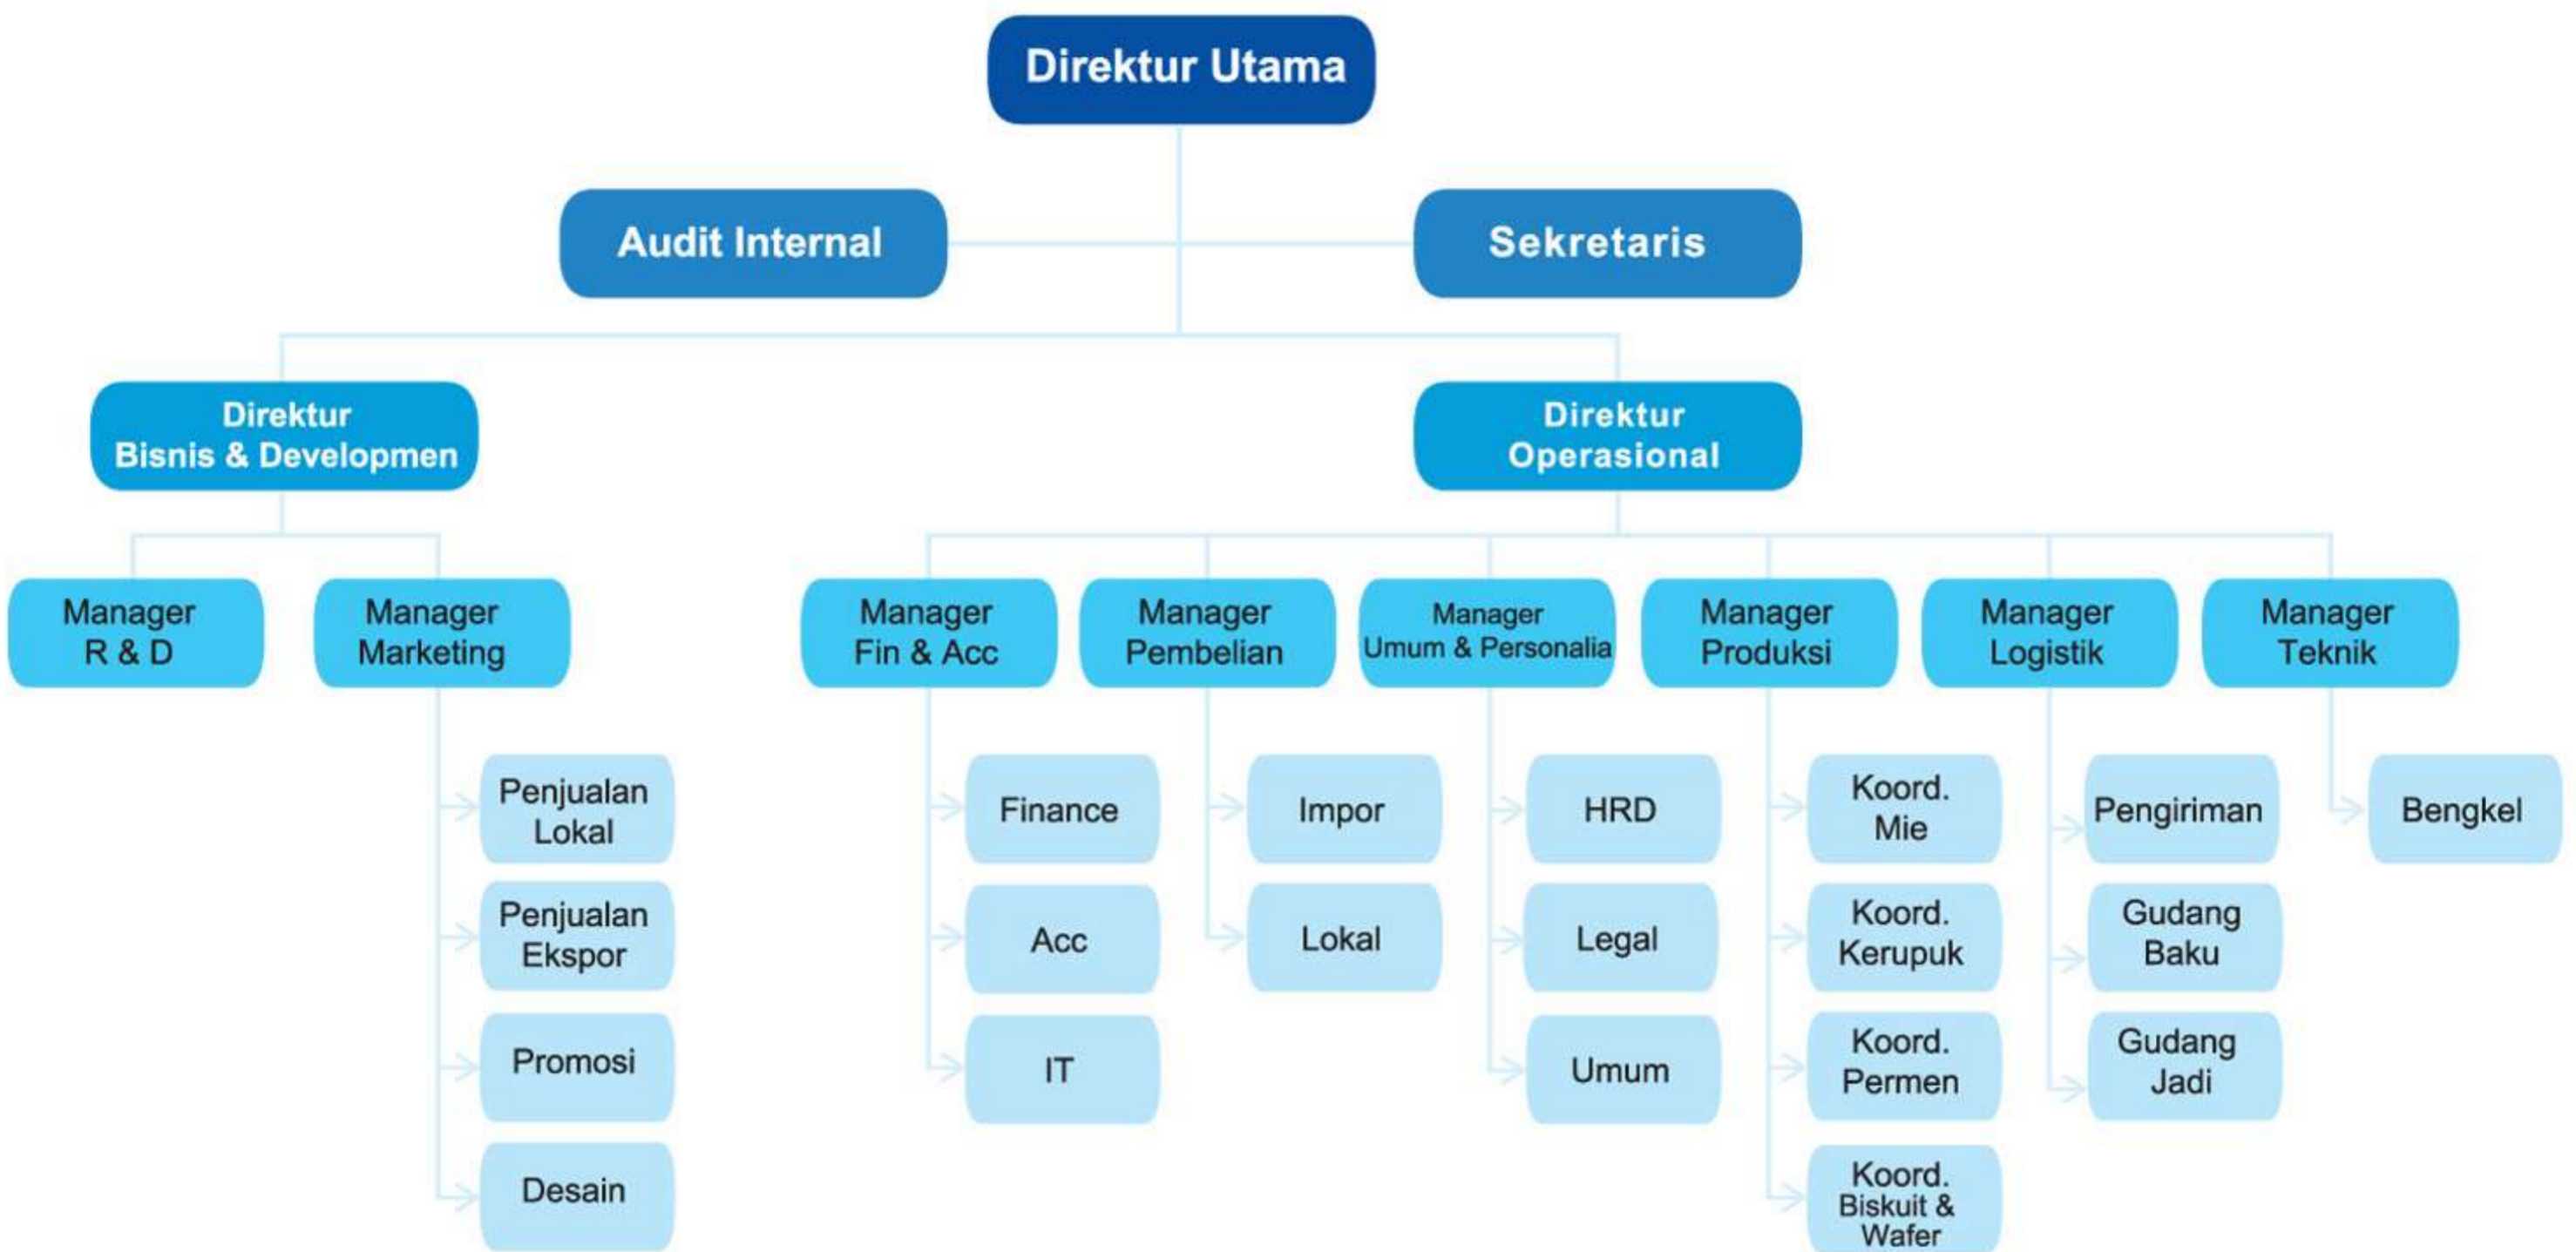 Direktur Utama
Audit Internal
Sekretaris
Direktur
Bisnis & Developmen
Direktur
Operasional
Manager
R & D
Manager
Marketing
Manager
Fin & Acc
Manager
Pembelian
Manager
Umum & Personalia
Manager
Produksi
Manager
Logistik
Manager
Teknik
Penjualan
Lokal
Penjualan
Ekspor
Promosi
Desain
Finance
Acc
IT
Impor
Lokal
HRD
Legal
Umum
Koord.
Mie
Koord.
Kerupuk
Koord.
Permen
Koord.
Biskuit &
Wafer
Pengiriman
Gudang
Baku
Gudang
Jadi
Bengkel